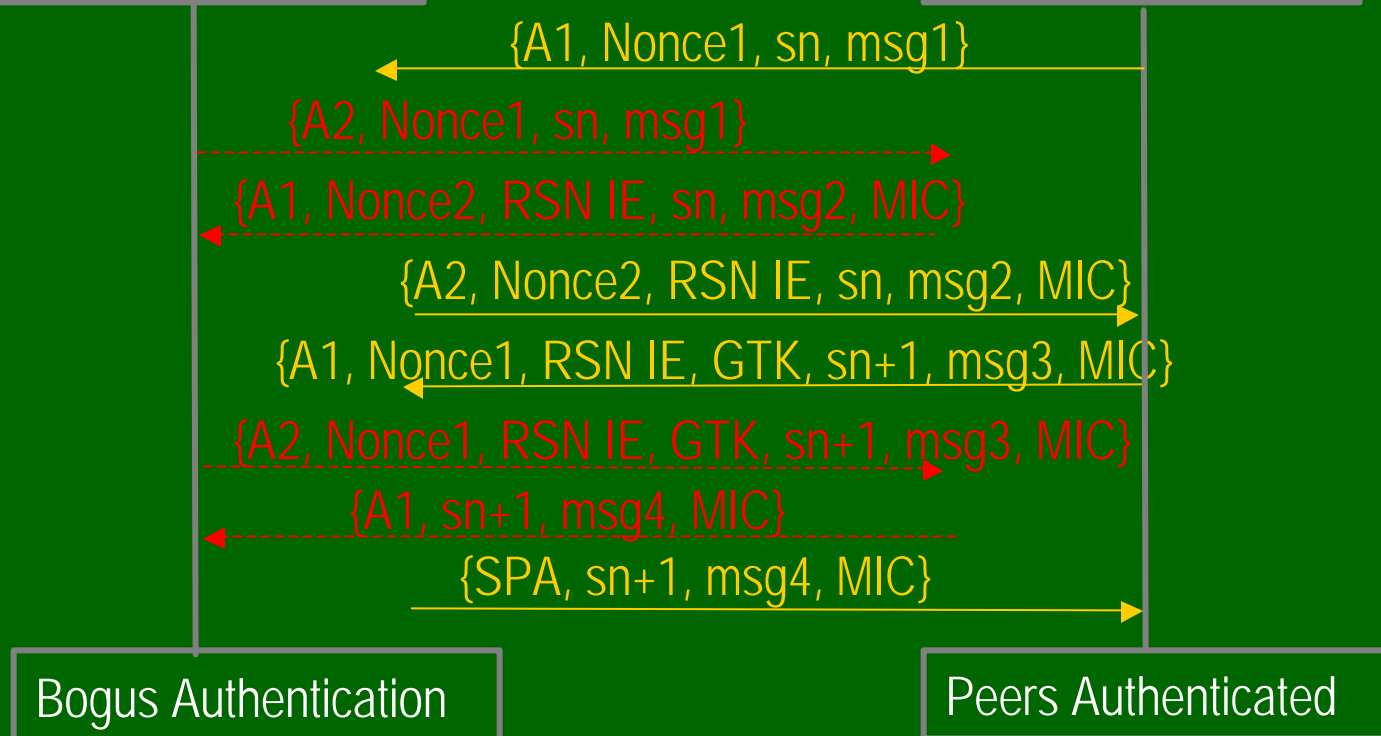 {A1, Nonce1, sn, msg1}
{A2, Nonce1, sn, msg1}
{A1, Nonce2, RSN IE, sn, msg2, MIC}
{A2, Nonce2, RSN IE, sn, msg2, MIC}
{A1, Nonce1, RSN IE, GTK, sn+1, msg3, MIC}
{A2, Nonce1, RSN IE, GTK, sn+1, msg3, MIC}
{A1, sn+1, msg4, MIC}
{SPA, sn+1, msg4, MIC}
Bogus Authentication
Peers Authenticated